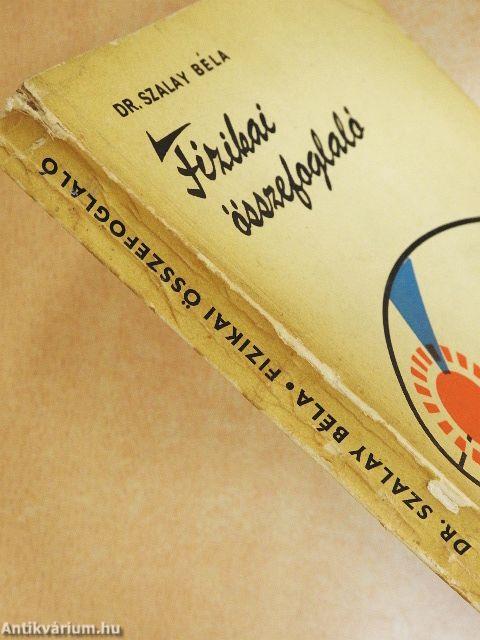 DR. SZALAY BÉLA
Fizikai
összefoglaló
DR. SZALAY BÉLA • FIZIKAI ÖSSZEFOGLALÓ
Antikvárium.hu